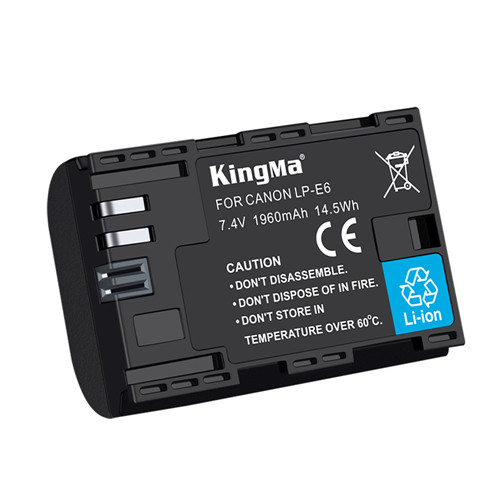 KingMa®
FOR CANON LP-E6
7.4V 1960mAh 14.5Wh
CE
CAUTION
•DON'T DISASSEMBLE.
•DON'T DISPOSE OF IN FIRE.
•DON'T STORE IN
TEMPERATURE OVER 60°C.
Li-ion